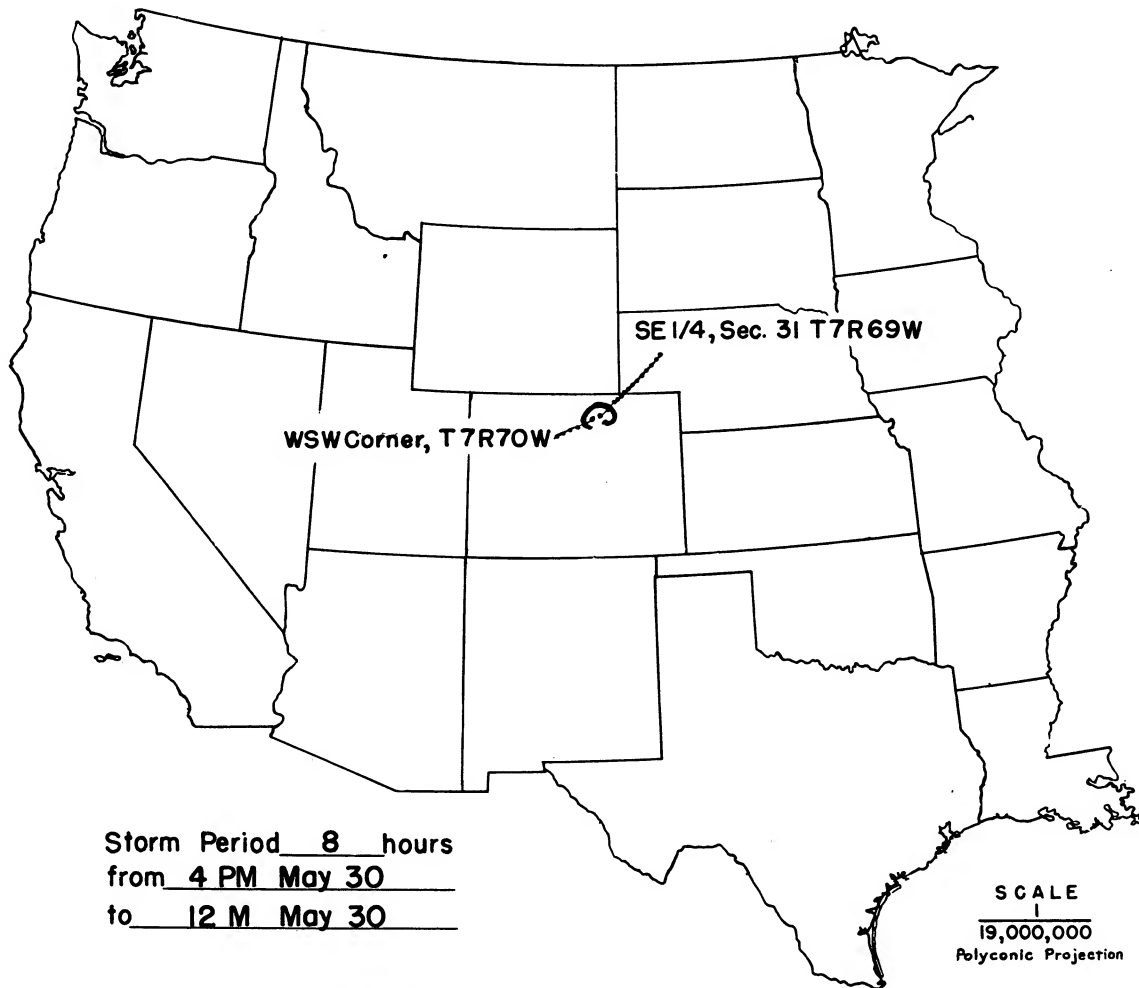 SE 1/4, Sec. 31 T7R69W
WSW Corner, T7R70W
Storm Period 8 hours
from 4 PM May 30
to 12 M May 30
SCALE
1
19,000,000
Polyconic Projection